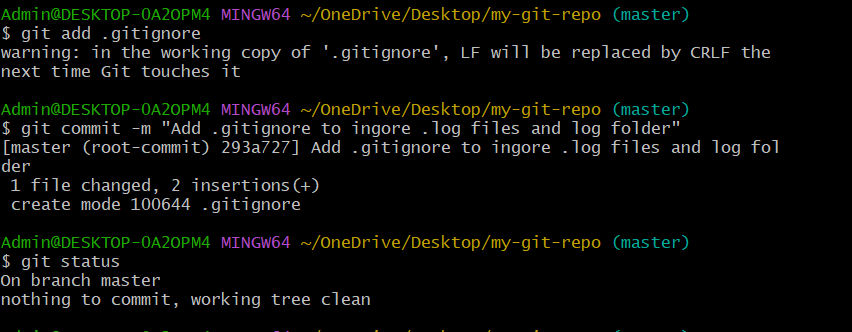 Admin@DESKTOP-OA2OPM4 MINGW64 ~/OneDrive/Desktop/my-git-repo (master)
$ git add .gitignore
warning: in the working copy of '.gitignore', LF will be replaced by CRLF the
next time Git touches it
Admin@DESKTOP-OA2OPM4 MINGW64 ~/OneDrive/Desktop/my-git-repo (master)
$ git commit -m "Add .gitignore to ingore .log files and log folder"
[master (root-commit) 293a727] Add .gitignore to ingore .log files and log fol
der
 1 file changed, 2 insertions(+)
 create mode 100644 .gitignore
Admin@DESKTOP-OA2OPM4 MINGW64 ~/OneDrive/Desktop/my-git-repo (master)
$ git status
On branch master
nothing to commit, working tree clean